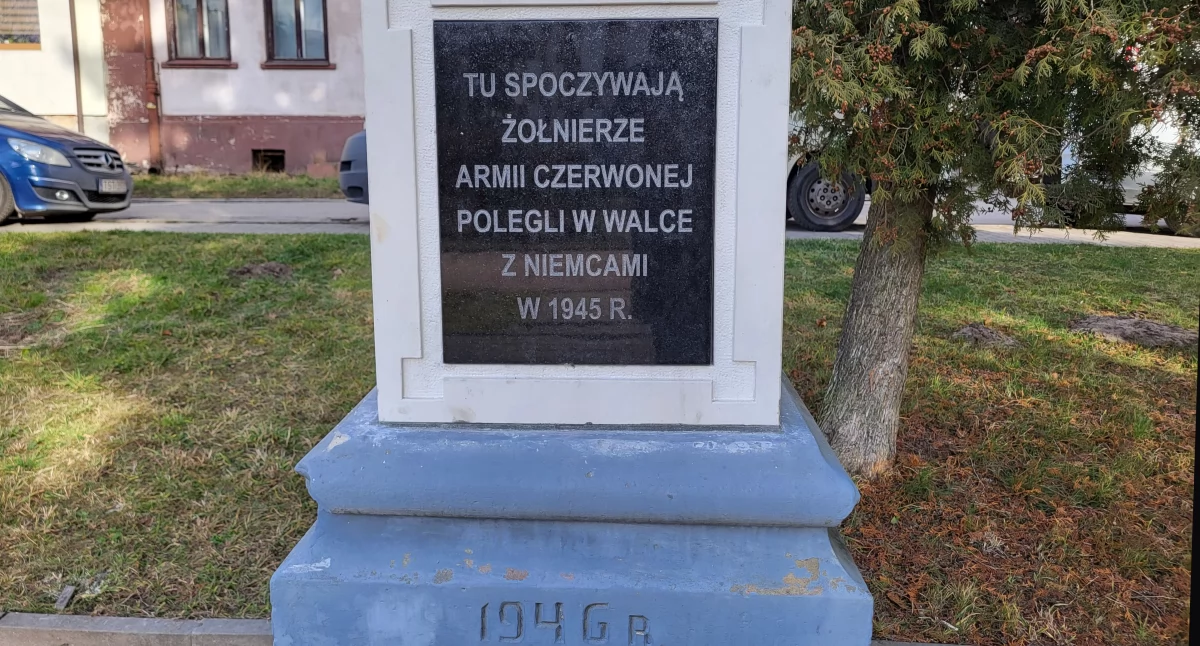 TU SPOCZYWAJĄ
ŻOŁNIERZE
ARMII CZERWONEJ
POLEGLI W WALCE
Z NIEMCAMI
W 1945 R.
1946 R